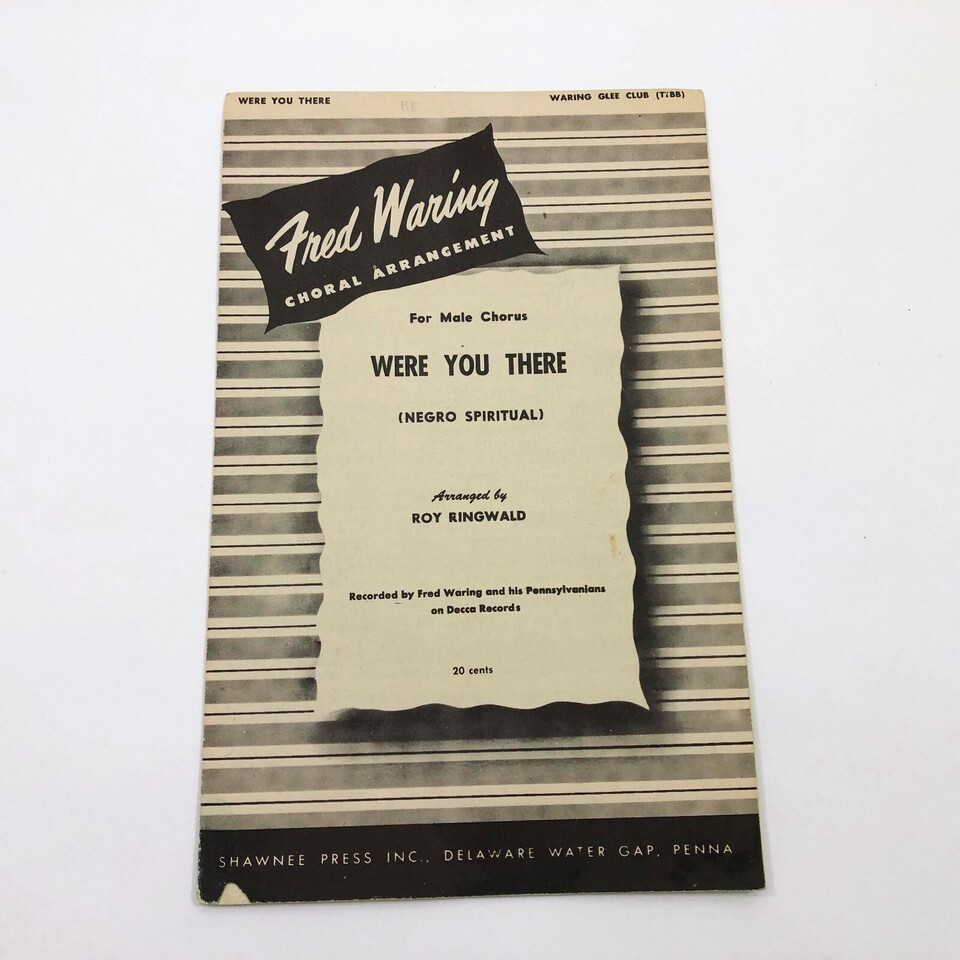 WERE YOU THERE
BE
WARING GLEE CLUB (TTBB)
Fred Waring
CHORAL ARRANGEMENT
For Male Chorus
WERE YOU THERE
(NEGRO SPIRITUAL)
Arranged by
ROY RINGWALD
Recorded by Fred Waring and his Pennsylvanians
on Decca Records
20 cents
SHAWNEE PRESS INC., DELAWARE WATER GAP, PENNA